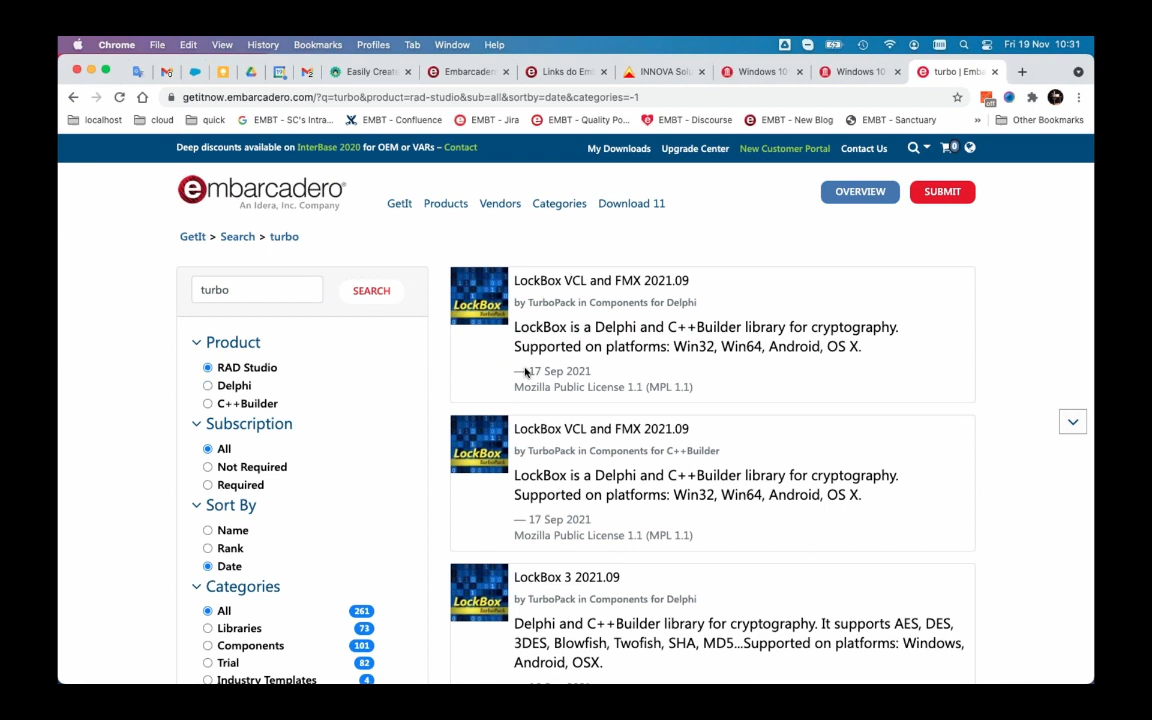 Chrome File Edit View History Bookmarks Profiles Tab Window Help Fri 19 Nov 10:31
Easily Create Embarcaden Links do Em INNOVA Solu Windows 10 Windows 10 turbo | Emba
getitnow.embarcadero.com/?q=turbo&product=rad-studio&sub=all&sortby=date&categories=-1
localhost cloud quick EMBT - SC's Intra... EMBT - Confluence EMBT - Jira EMBT - Quality Po... EMBT - Discourse EMBT - New Blog EMBT - Sanctuary » Other Bookmarks
Deep discounts available on InterBase 2020 for OEM or VARs – Contact
My Downloads Upgrade Center New Customer Portal Contact Us 0
embarcadero®
An Idera, Inc. Company
GetIt Products Vendors Categories Download 11
OVERVIEW SUBMIT
GetIt > Search > turbo
turbo SEARCH
Product
RAD Studio
Delphi
C++Builder
Subscription
All
Not Required
Required
Sort By
Name
Rank
Date
Categories
All 261
Libraries 73
Components 101
Trial 82
Industry Templates 4
LockBox
TurboPack
LockBox VCL and FMX 2021.09
by TurboPack in Components for Delphi
LockBox is a Delphi and C++Builder library for cryptography.
Supported on platforms: Win32, Win64, Android, OS X.
— 17 Sep 2021
Mozilla Public License 1.1 (MPL 1.1)
LockBox
TurboPack
LockBox VCL and FMX 2021.09
by TurboPack in Components for C++Builder
LockBox is a Delphi and C++Builder library for cryptography.
Supported on platforms: Win32, Win64, Android, OS X.
— 17 Sep 2021
Mozilla Public License 1.1 (MPL 1.1)
LockBox
TurboPack
LockBox 3 2021.09
by TurboPack in Components for Delphi
Delphi and C++Builder library for cryptography. It supports AES, DES,
3DES, Blowfish, Twofish, SHA, MD5...Supported on platforms: Windows,
Android, OSX.